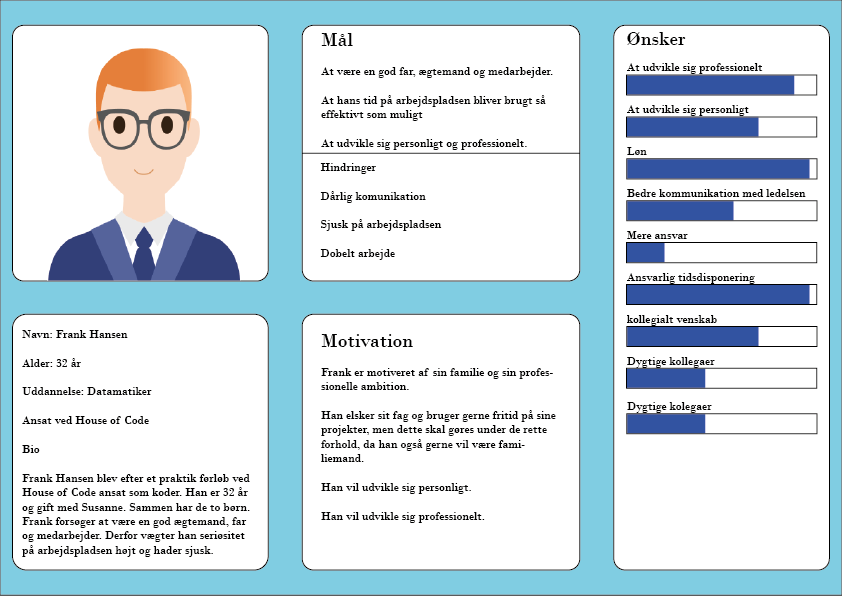 Mål
At være en god far, ægtemand og medarbejder.
At hans tid på arbejdspladsen bliver brugt så
effektivt som muligt
At udvikle sig personligt og professionelt.
Hindringer
Dårlig komunikation
Sjusk på arbejdspladsen
Dobelt arbejde
Ønsker
At udvikle sig professionelt
At udvikle sig personligt
Løn
Bedre kommunikation med ledelsen
Mere ansvar
Ansvarlig tidsdisponering
kollegialt venskab
Dygtige kollegaer
Dygtige kolegaer
Navn: Frank Hansen
Alder: 32 år
Uddannelse: Datamatiker
Ansat ved House of Code
Bio
Frank Hansen blev efter et praktik førløb ved
House of Code ansat som koder. Han er 32 år
og gift med Susanne. Sammen har de to børn.
Frank forsøger at være en god ægtemand, far
og medarbejder. Derfor vægter han seriøsitet
på arbejdspladsen højt og hader sjusk.
Motivation
Frank er motiveret af sin familie og sin profes-
sionelle ambition.
Han elsker sit fag og bruger gerne fritid på sine
projekter, men dette skal gøres under de rette
forhold, da han også gerne vil være fami-
liemand.
Han vil udvikle sig personligt.
Han vil udvikle sig professionelt.